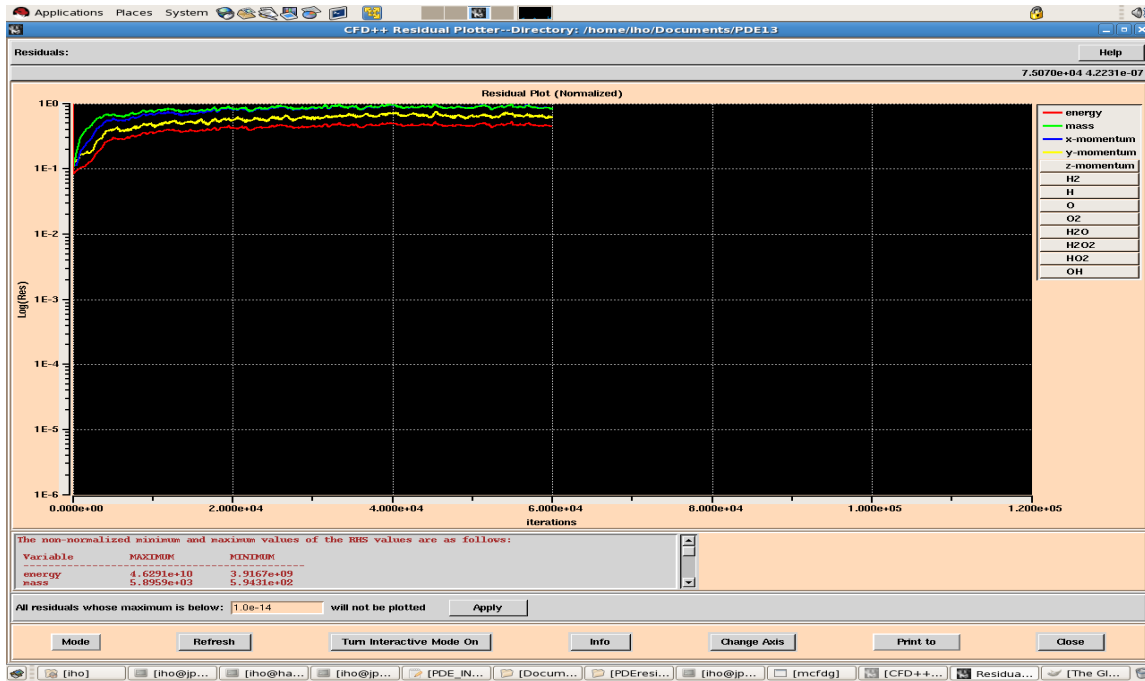 Applications Places System
CFD++ Residual Plotter--Directory: /home/iho/Documents/PDE13
Residuals:
Help
7.5070e+04 4.2231e-07
Residual Plot (Normalized)
1E0
1E-1
1E-2
1E-3
1E-4
1E-5
1E-6
Log(Res)
0.000e+00 2.000e+04 4.000e+04 6.000e+04 8.000e+04 1.000e+05 1.200e+05
iterations
energy
mass
x-momentum
y-momentum
z-momentum
H2
H
O
O2
H2O
H2O2
HO2
OH
The non-normalized minimum and maximum values of the RHS values are as follows:
Variable MAXIMUM MINIMUM
energy 4.6291e+10 3.9167e+09
mass 5.8959e+03 5.9431e+02
All residuals whose maximum is below: 1.0e-14 will not be plotted Apply
Mode Refresh Turn Interactive Mode On Info Change Axis Print to Close
[iho] [iho@jp... [iho@ha... [iho@jp... [PDE_IN... [Docum... [PDEresi... [iho@jp... [mcfdg] [CFD++... Residua... [The GI...